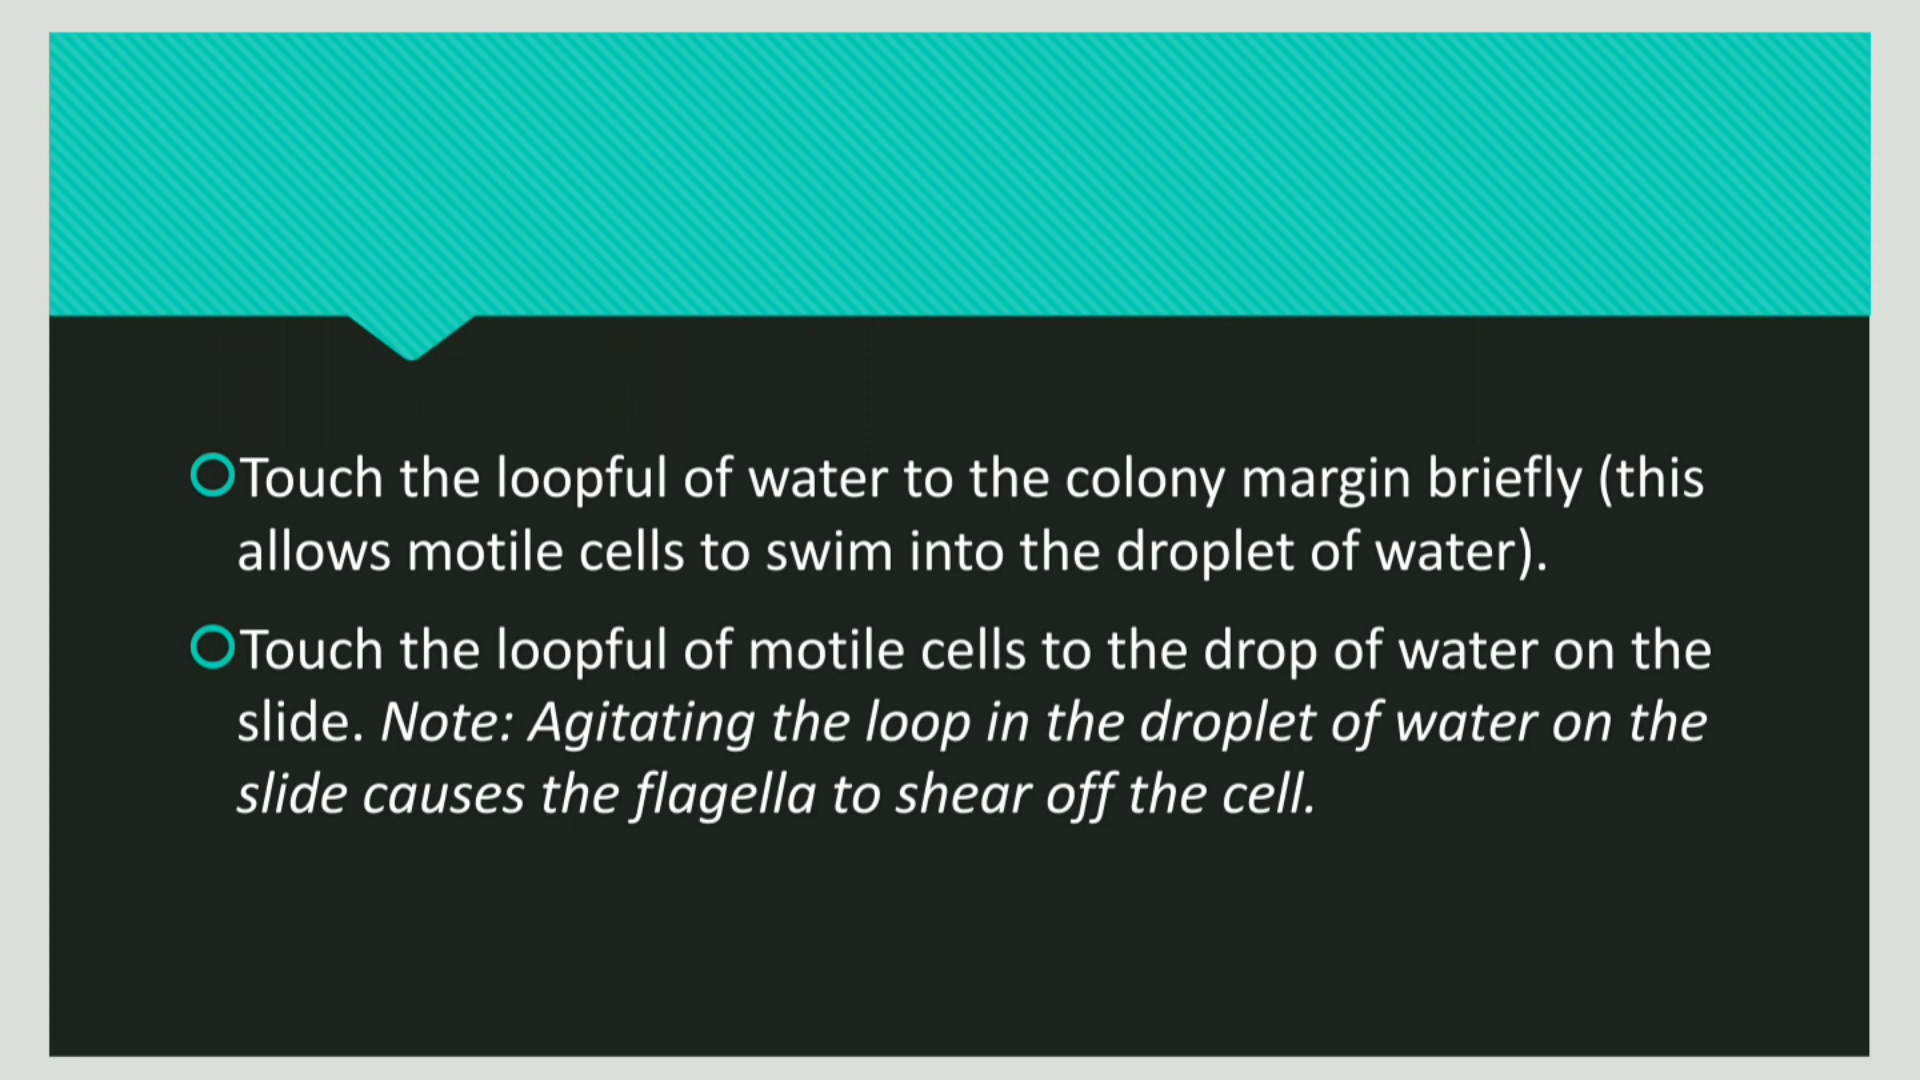 Touch the loopful of water to the colony margin briefly (this
allows motile cells to swim into the droplet of water).
Touch the loopful of motile cells to the drop of water on the
slide. Note: Agitating the loop in the droplet of water on the
slide causes the flagella to shear off the cell.